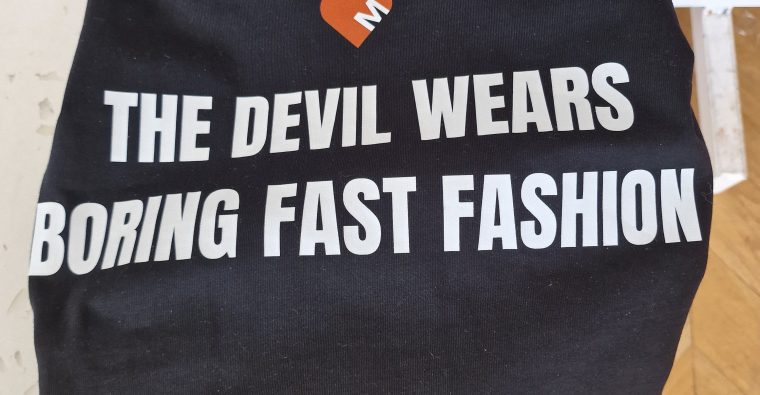 M
THE DEVIL WEARS
BORING FAST FASHION